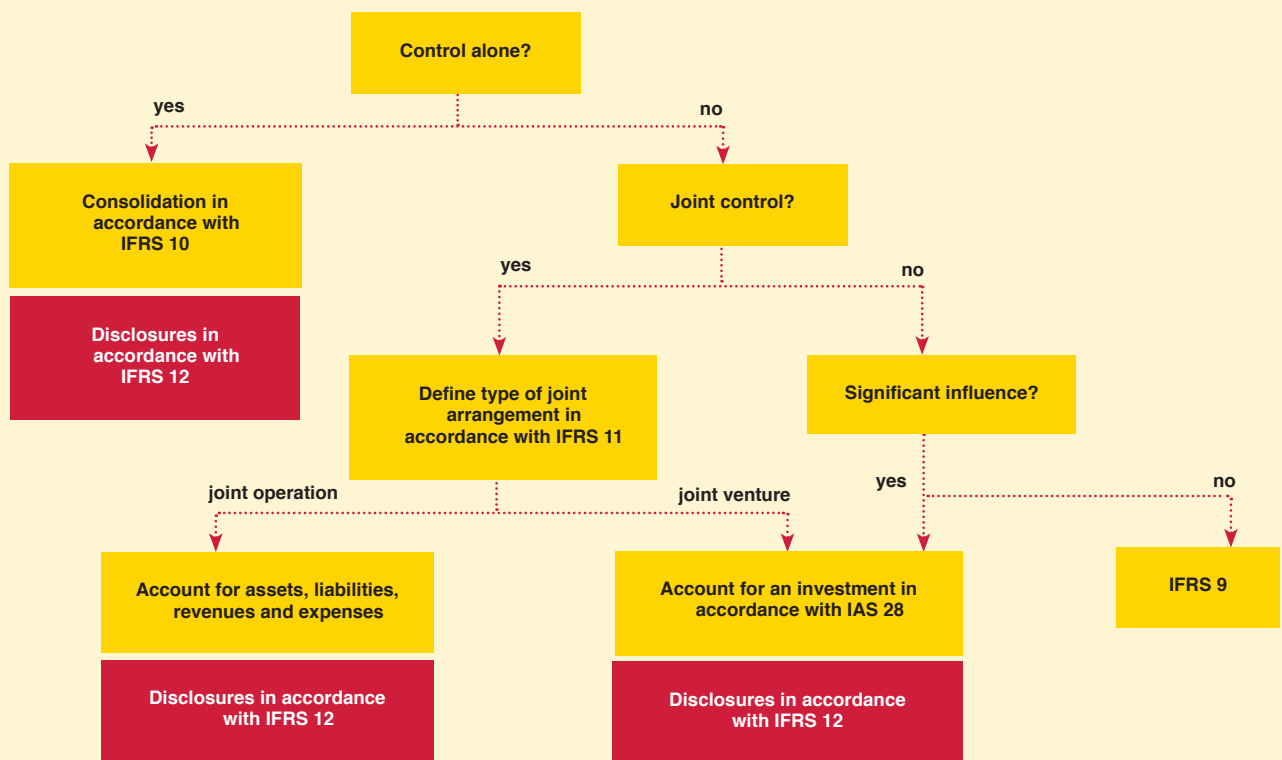 Control alone?
yes
no
Consolidation in
accordance with
IFRS 10
Joint control?
Disclosures in
accordance with
IFRS 12
yes
no
Define type of joint
arrangement in
accordance with IFRS 11
Significant influence?
joint operation
joint venture
yes
no
Account for assets, liabilities,
revenues and expenses
Account for an investment in
accordance with IAS 28
IFRS 9
Disclosures in accordance
with IFRS 12
Disclosures in accordance
with IFRS 12